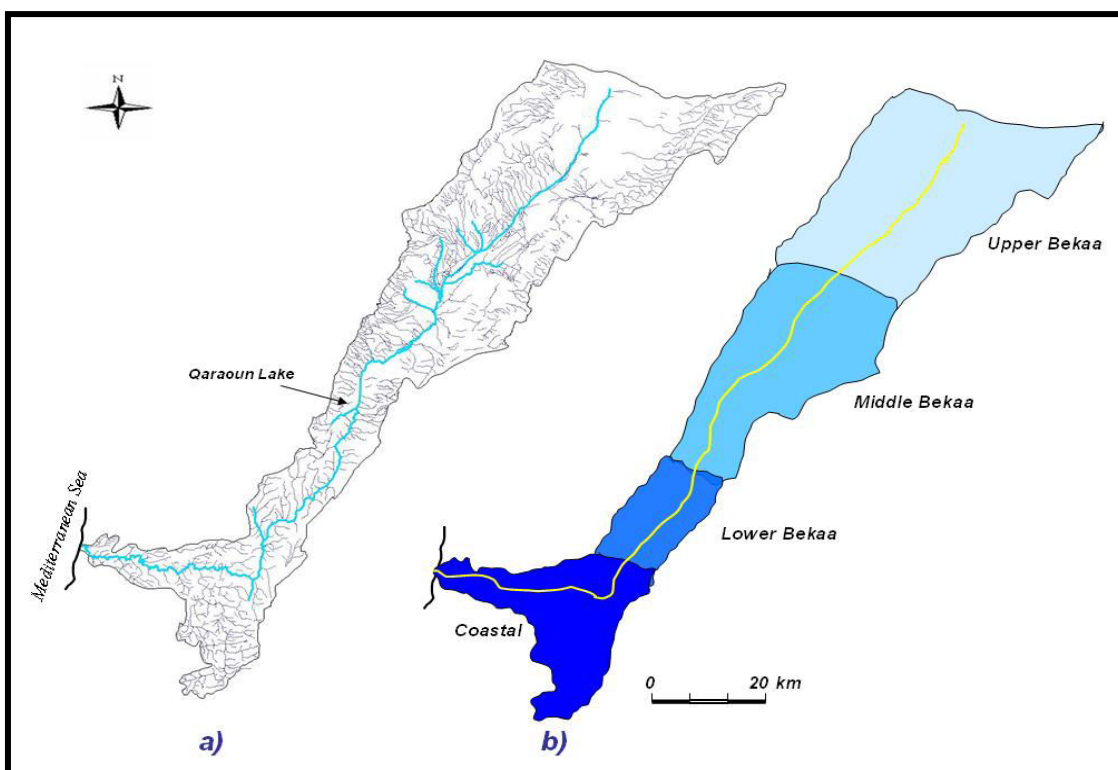 N
Qaraoun Lake
Mediterranean Sea
a)
Upper Bekaa
Middle Bekaa
Lower Bekaa
Coastal
0 20 km
b)